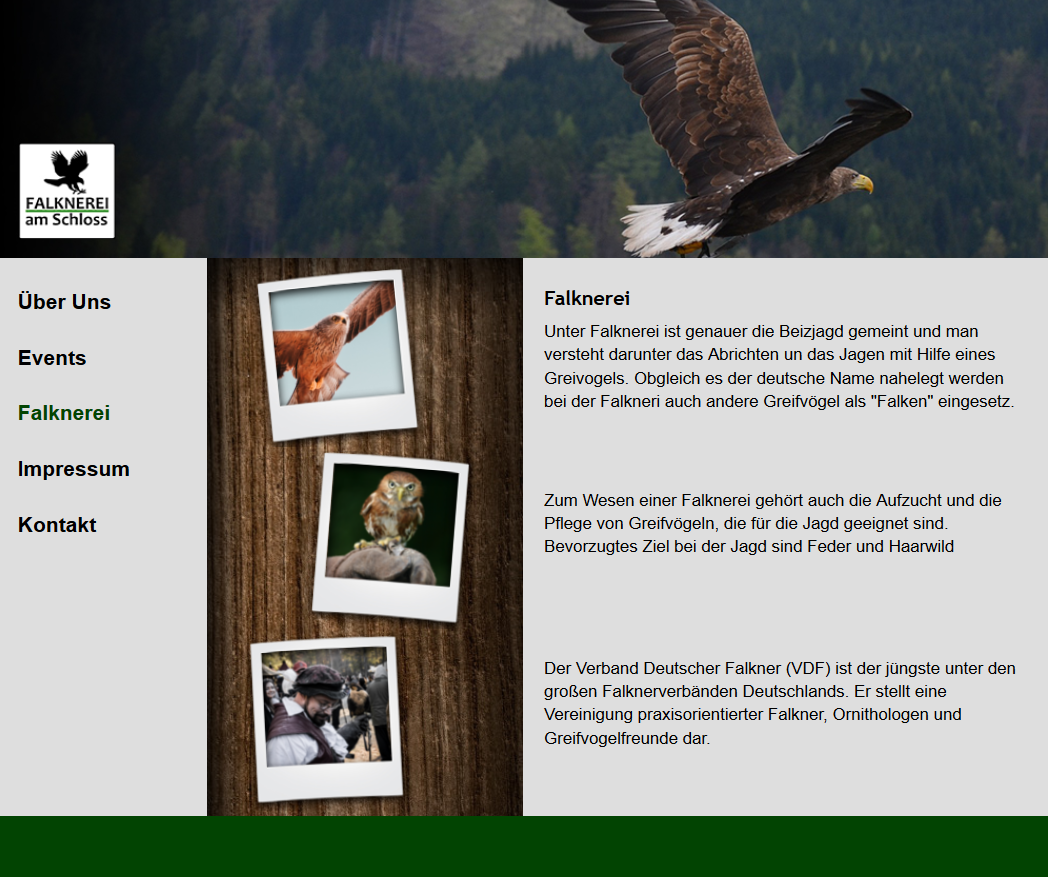 FALKNEREI
am Schloss
Über Uns
Events
Falknerei
Impressum
Kontakt
Falknerei
Unter Falknerei ist genauer die Beizjagd gemeint und man
versteht darunter das Abrichten un das Jagen mit Hilfe eines
Greivogels. Obgleich es der deutsche Name nahelegt werden
bei der Falkneri auch andere Greifvögel als "Falken" eingesetz.
Zum Wesen einer Falknerei gehört auch die Aufzucht und die
Pflege von Greifvögeln, die für die Jagd geeignet sind.
Bevorzugtes Ziel bei der Jagd sind Feder und Haarwild
Der Verband Deutscher Falkner (VDF) ist der jüngste unter den
großen Falknerverbänden Deutschlands. Er stellt eine
Vereinigung praxisorientierter Falkner, Ornithologen und
Greifvogelfreunde dar.